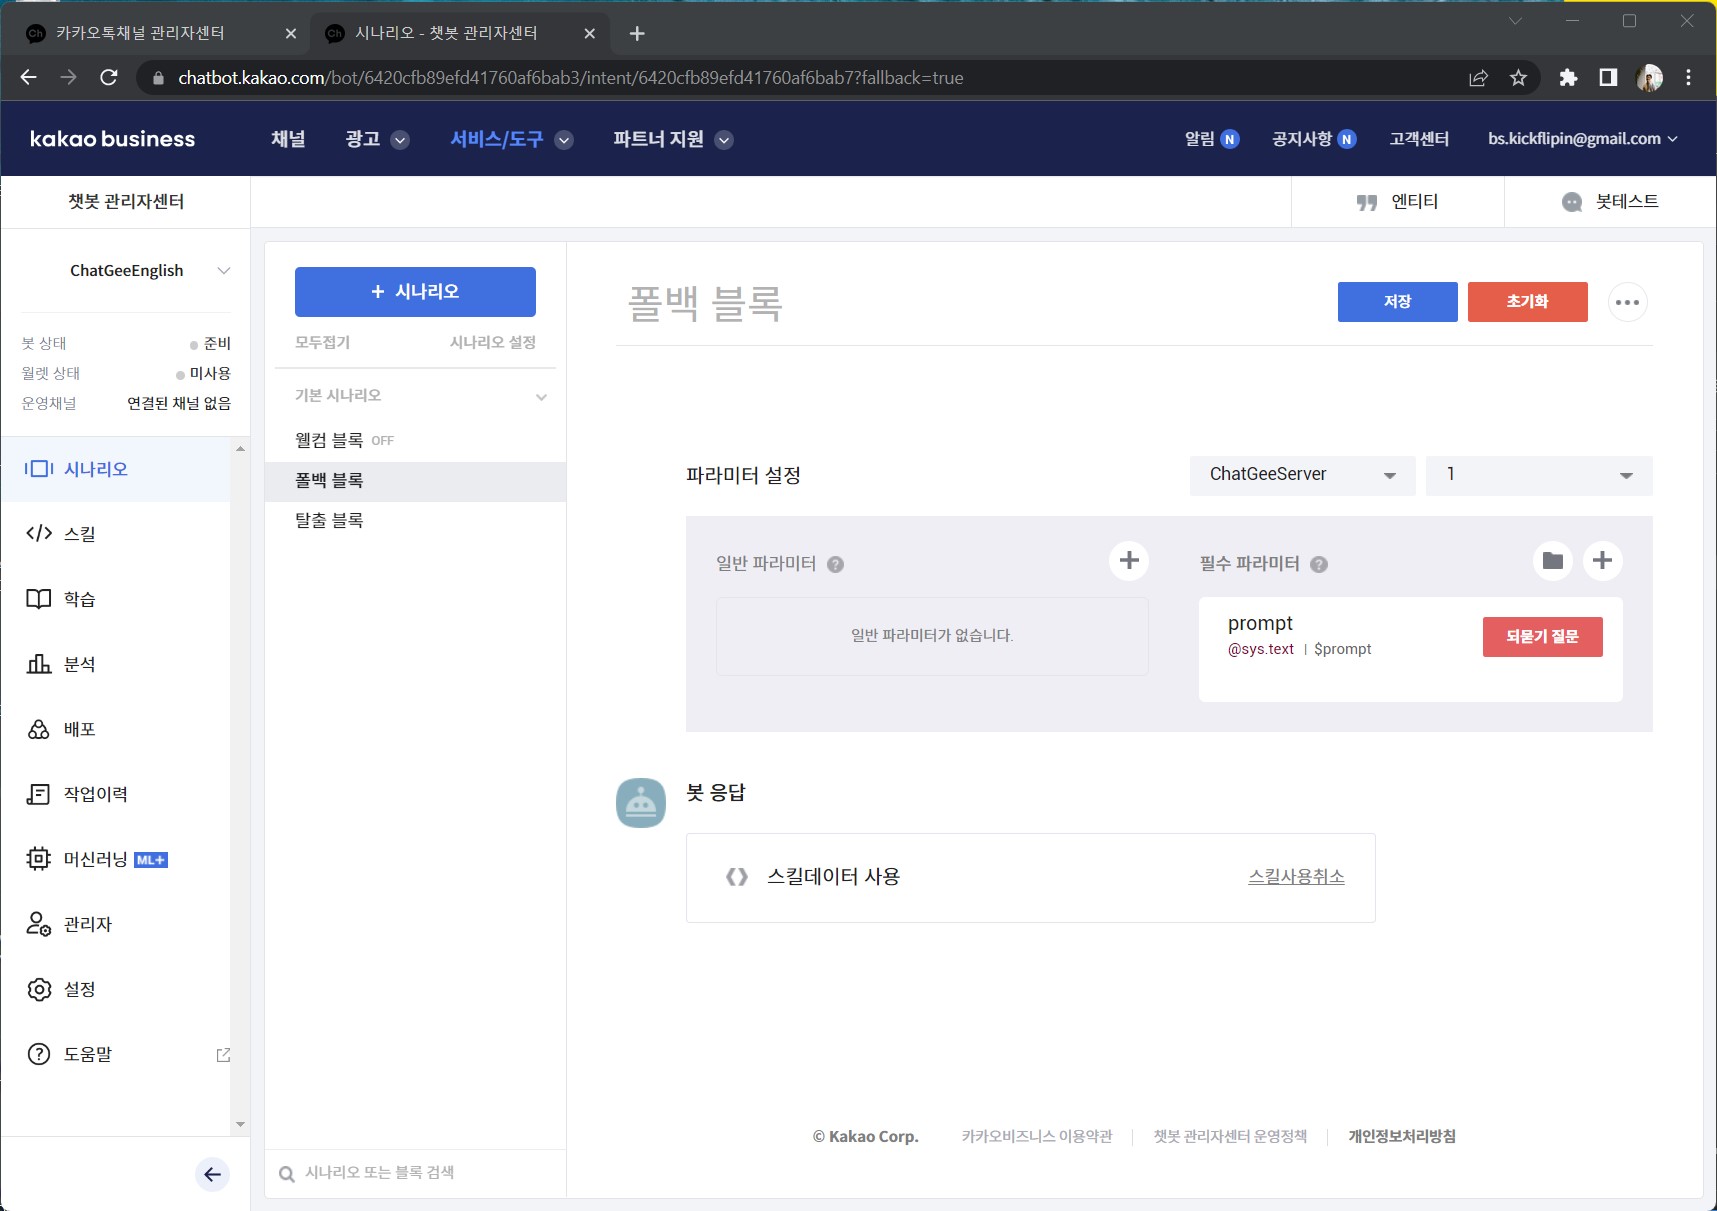 카카오톡채널 관리자센터
시나리오 - 챗봇 관리자센터
chatbot.kakao.com/bot/6420cfb89efd41760af6bab3/intent/6420cfb89efd41760af6bab7?fallback=true
kakao business
채널
광고
서비스/도구
파트너 지원
알림 N
공지사항 N
고객센터
bs.kickflipin@gmail.com
챗봇 관리자센터
엔티티
봇테스트
ChatGeeEnglish
봇 상태 준비
월렛 상태 미사용
운영채널 연결된 채널 없음
시나리오
스킬
학습
분석
배포
작업이력
머신러닝 ML+
관리자
설정
도움말
+ 시나리오
모두접기 시나리오 설정
기본 시나리오
웰컴 블록 OFF
폴백 블록
탈출 블록
시나리오 또는 블록 검색
폴백 블록
저장
초기화
파라미터 설정
ChatGeeServer
1
일반 파라미터 ?
일반 파라미터가 없습니다.
필수 파라미터 ?
prompt
@sys.text | $prompt
되묻기 질문
봇 응답
스킬데이터 사용
스킬사용취소
© Kakao Corp. 카카오비즈니스 이용약관 챗봇 관리자센터 운영정책 개인정보처리방침